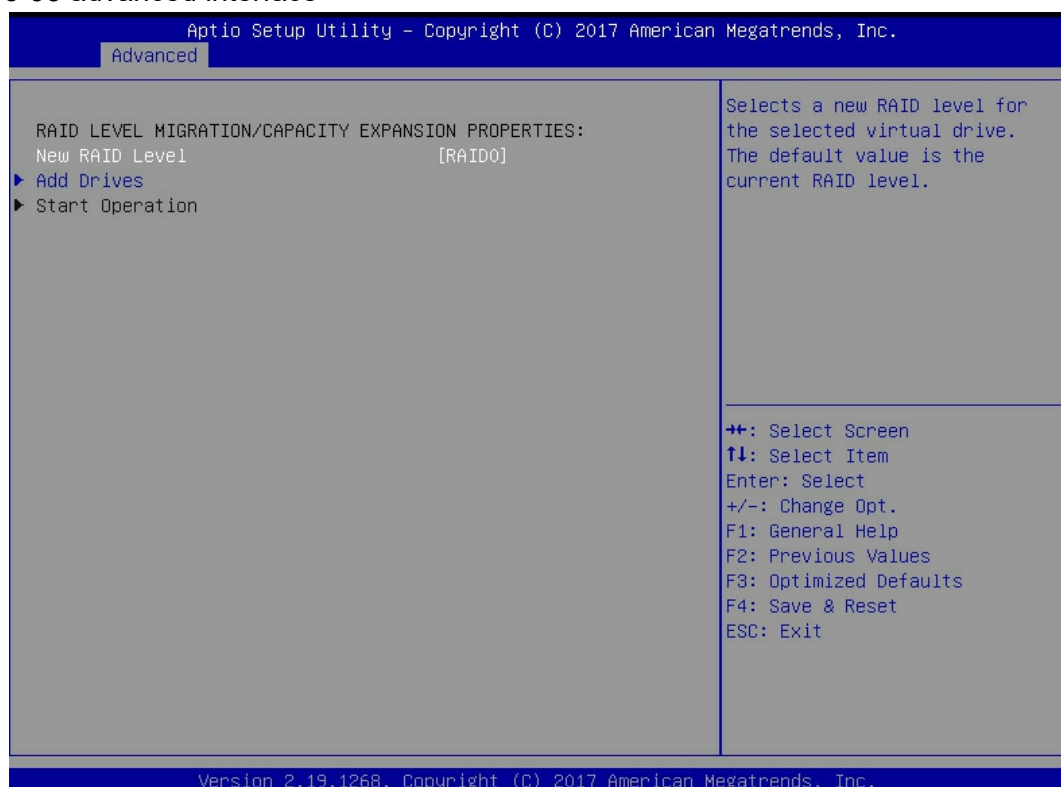 advanced interface
Aptio Setup Utility – Copyright (C) 2017 American Megatrends, Inc.
Advanced
RAID LEVEL MIGRATION/CAPACITY EXPANSION PROPERTIES:
New RAID Level [RAID0]
▶ Add Drives
▶ Start Operation
Selects a new RAID level for
the selected virtual drive.
The default value is the
current RAID level.
→←: Select Screen
↑↓: Select Item
Enter: Select
+/-: Change Opt.
F1: General Help
F2: Previous Values
F3: Optimized Defaults
F4: Save & Reset
ESC: Exit
Version 2.19.1268. Copyright (C) 2017 American Megatrends, Inc.